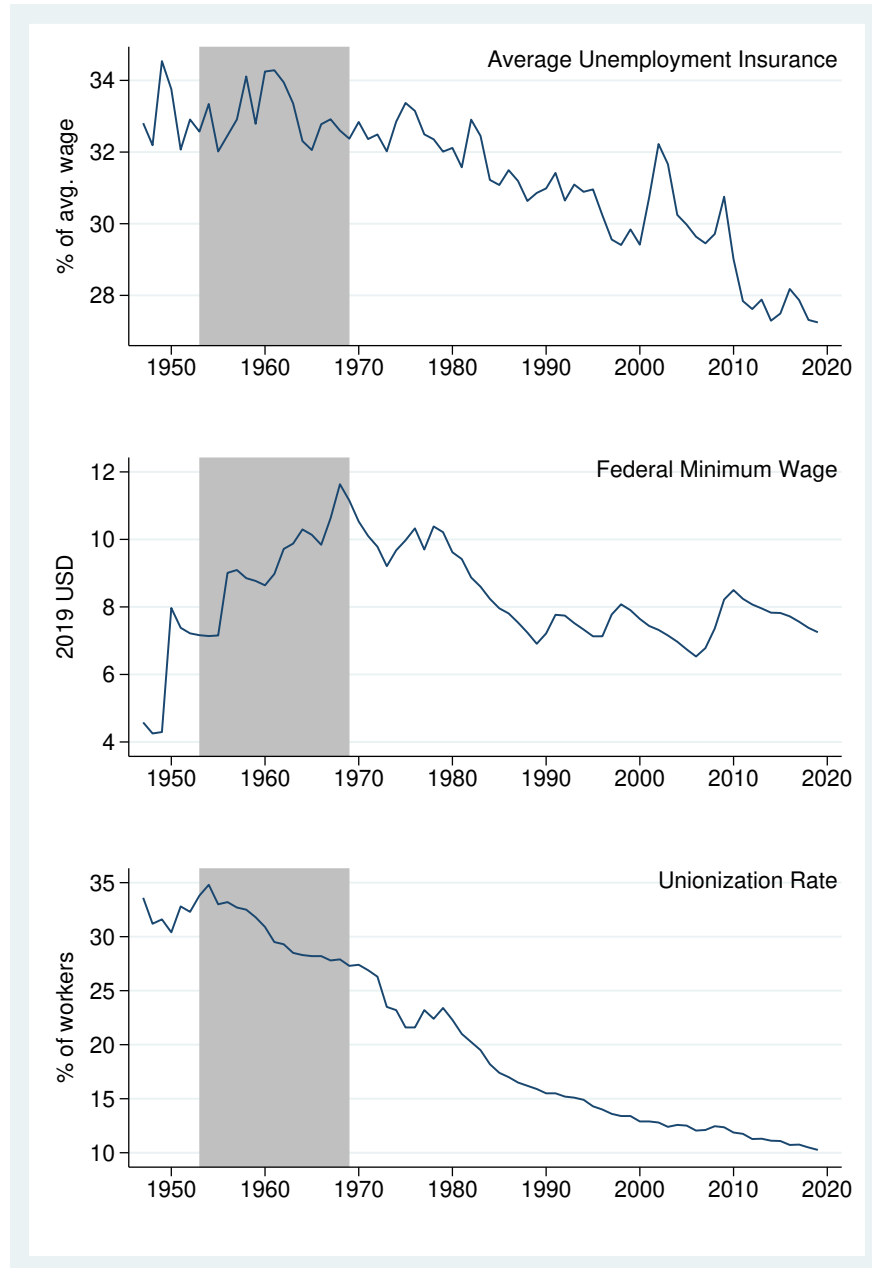 Average Unemployment Insurance
% of avg. wage
34
32
30
28
1950 1960 1970 1980 1990 2000 2010 2020
Federal Minimum Wage
2019 USD
12
10
8
6
4
1950 1960 1970 1980 1990 2000 2010 2020
Unionization Rate
% of workers
35
30
25
20
15
10
1950 1960 1970 1980 1990 2000 2010 2020